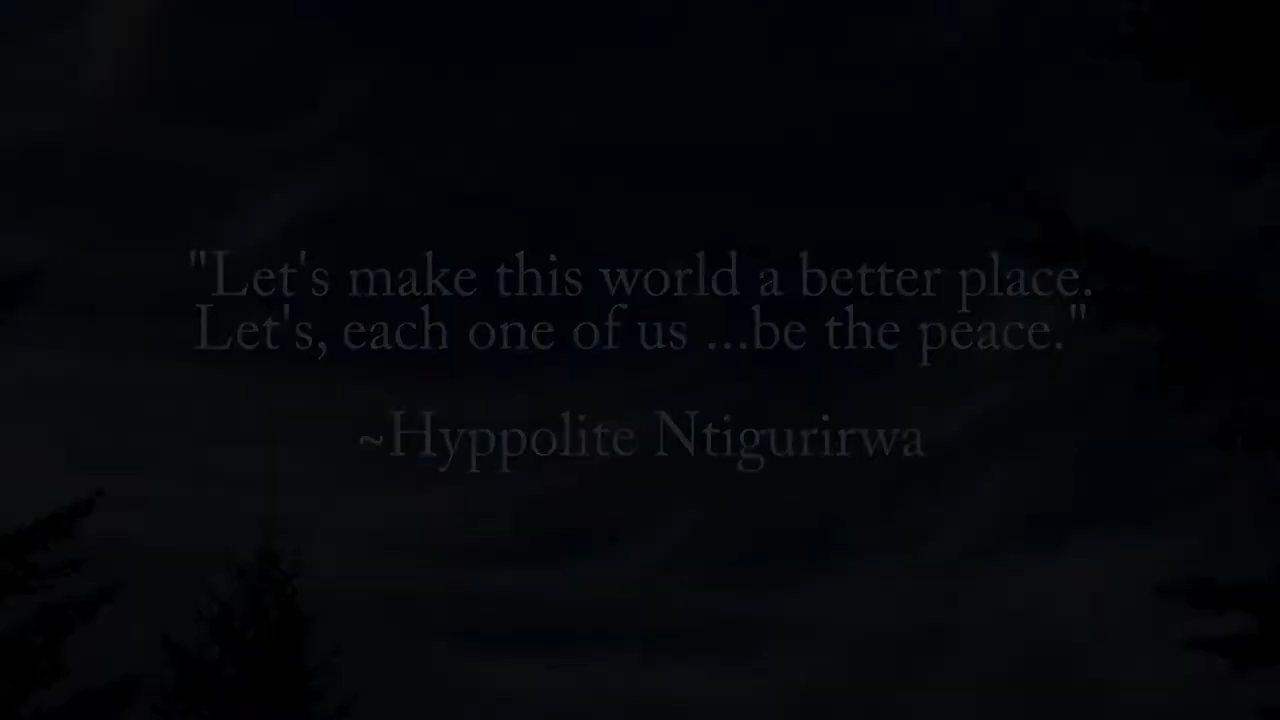 "Let's make this world a better place.
Let's, each one of us ...be the peace."
~Hyppolite Ntigurirwa